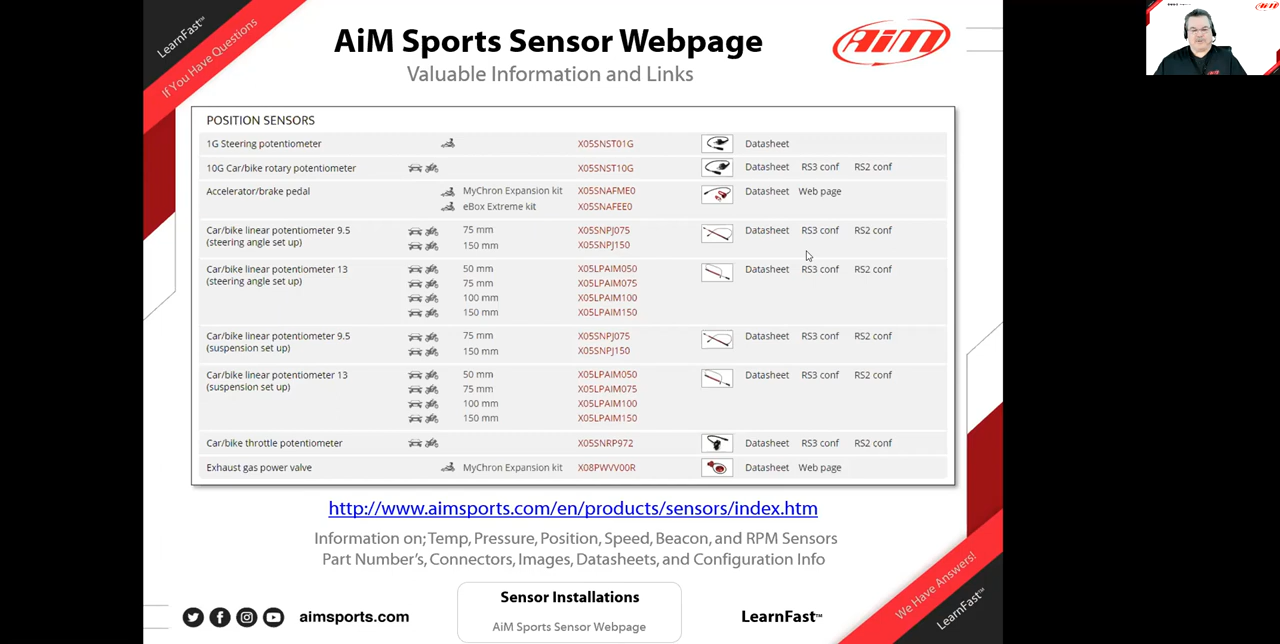 LearnFast™
If You Have Questions
AiM Sports Sensor Webpage
Valuable Information and Links
AiM
POSITION SENSORS
1G Steering potentiometer X05SNST01G Datasheet
10G Car/bike rotary potentiometer X05SNST10G Datasheet RS3 conf RS2 conf
Accelerator/brake pedal MyChron Expansion kit X05SNAFME0 Datasheet Web page
eBox Extreme kit X05SNAFEE0
Car/bike linear potentiometer 9.5 75 mm X05SNPJ075 Datasheet RS3 conf RS2 conf
(steering angle set up) 150 mm X05SNPJ150
Car/bike linear potentiometer 13 50 mm X05LPAIM050 Datasheet RS3 conf RS2 conf
(steering angle set up) 75 mm X05LPAIM075
100 mm X05LPAIM100
150 mm X05LPAIM150
Car/bike linear potentiometer 9.5 75 mm X05SNPJ075 Datasheet RS3 conf RS2 conf
(suspension set up) 150 mm X05SNPJ150
Car/bike linear potentiometer 13 50 mm X05LPAIM050 Datasheet RS3 conf RS2 conf
(suspension set up) 75 mm X05LPAIM075
100 mm X05LPAIM100
150 mm X05LPAIM150
Car/bike throttle potentiometer X05SNRP972 Datasheet RS3 conf RS2 conf
Exhaust gas power valve MyChron Expansion kit X08PWVV00R Datasheet Web page
http://www.aimsports.com/en/products/sensors/index.htm
Information on; Temp, Pressure, Position, Speed, Beacon, and RPM Sensors
Part Number's, Connectors, Images, Datasheets, and Configuration Info
aimsports.com
Sensor Installations
AiM Sports Sensor Webpage
LearnFast™
We Have Answers!
LearnFast™